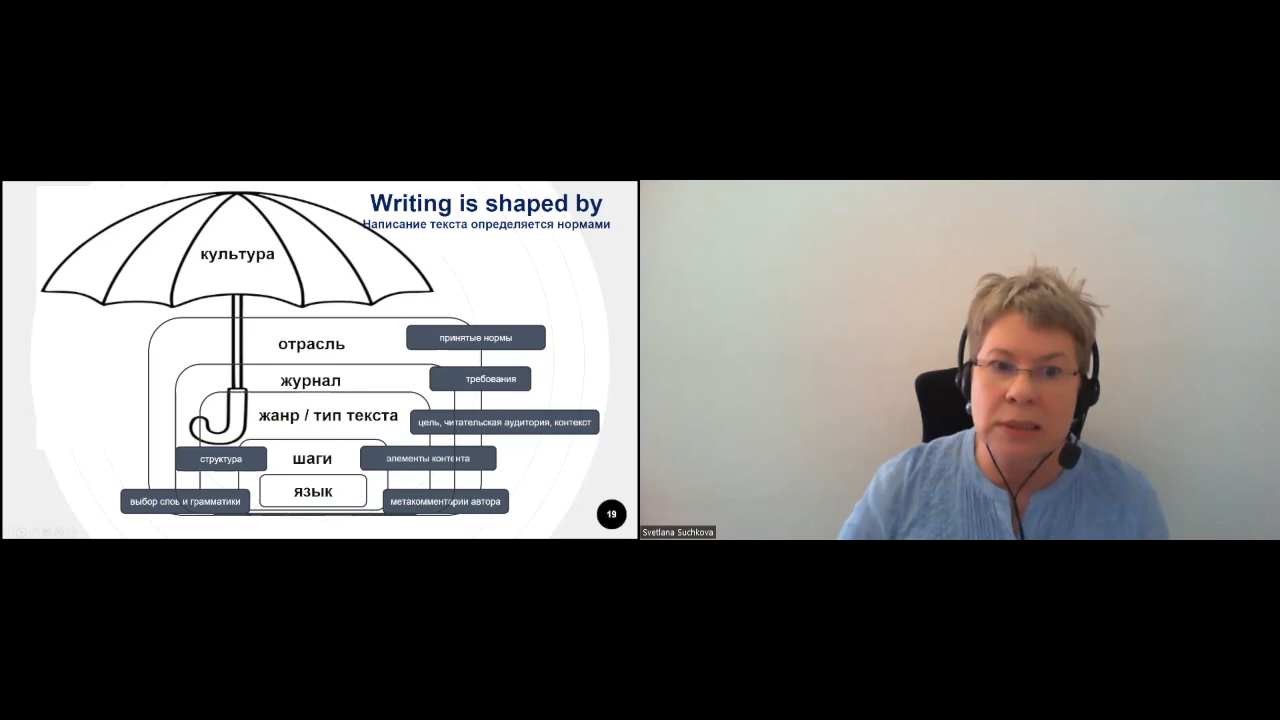 Writing is shaped by
Написание текста определяется нормами
культура
отрасль
принятые нормы
журнал
требования
жанр / тип текста
цель, читательская аудитория, контекст
структура
шаги
элементы контента
язык
выбор слов и грамматики
метакомментарии автора
19
Svetlana Suchkova